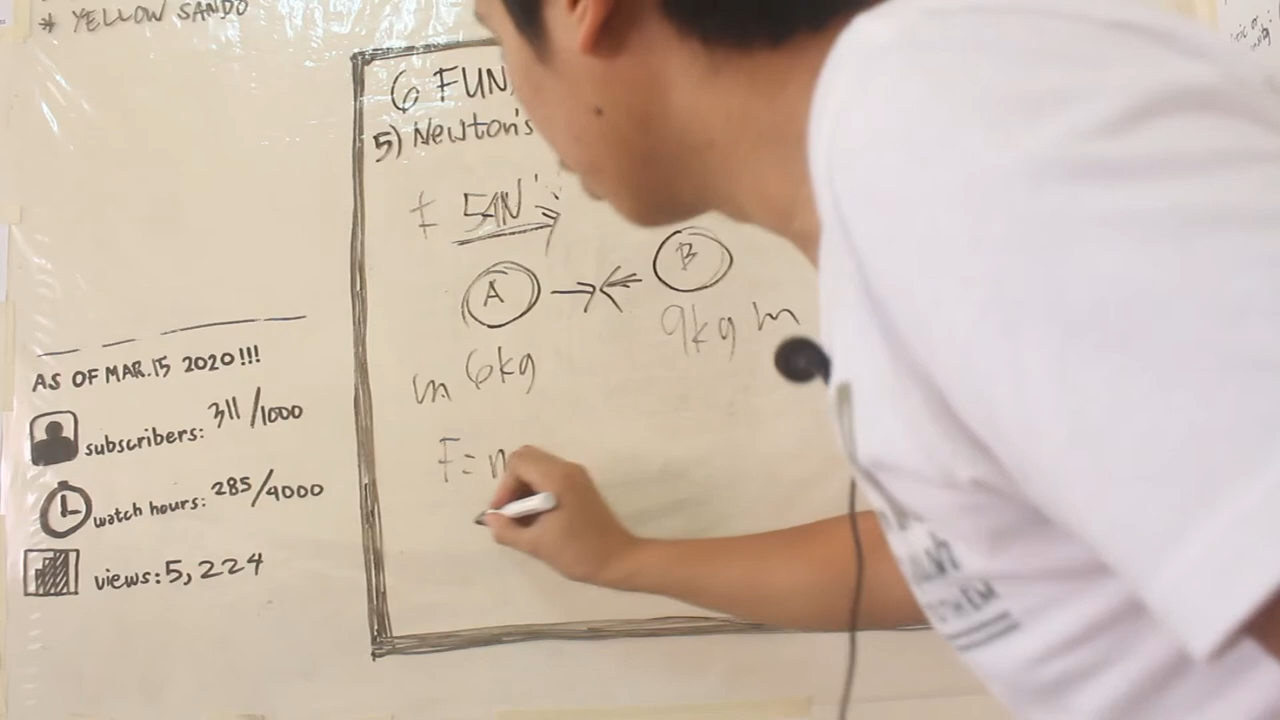 * YELLOW SANDO
6 FUN
5) Newton's
54N
A
B
9kg m
m 6kg
F = m
AS OF MAR. 15 2020!!!
subscribers: 311/1000
watch hours: 285/4000
views: 5,224